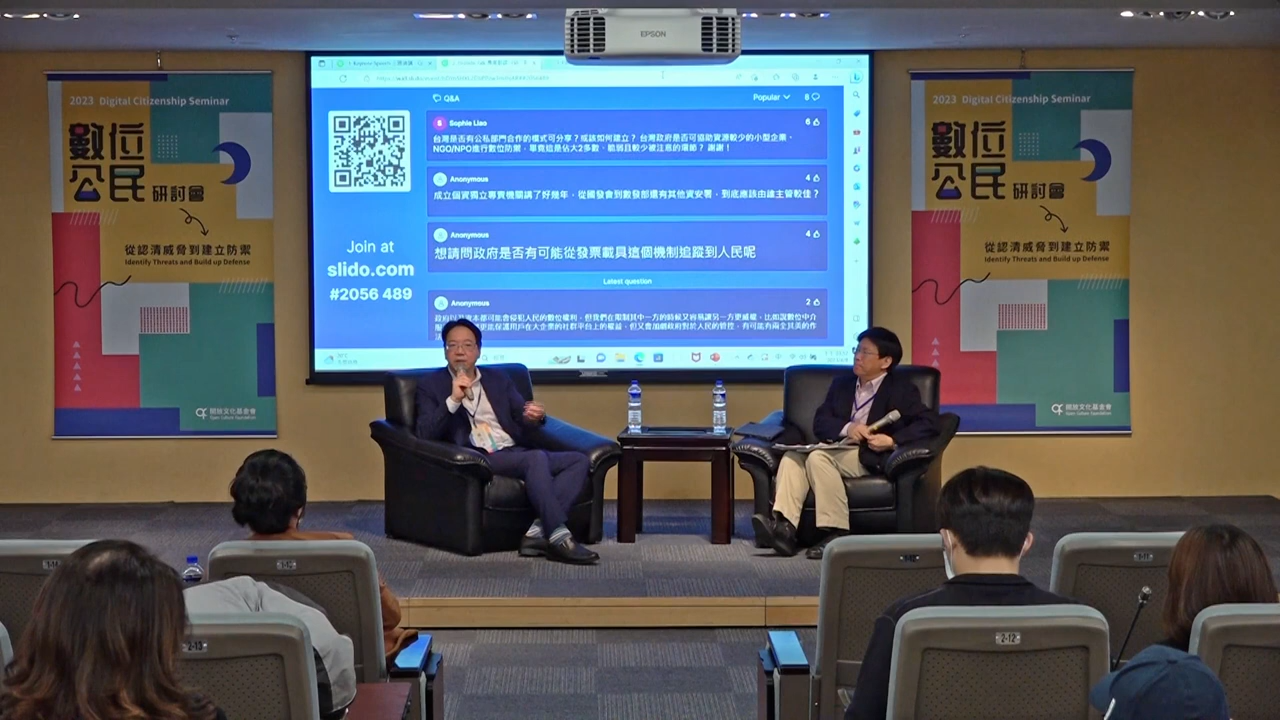 EPSON
2023 Digital Citizenship Seminar
數位
公民研討會
從認清威脅到建立防禦
Identify Threats and Build up Defense
開放文化基金會
Open Culture Foundation
Q&A
Popular
8
Join at
slido.com
#2056 489
Sophie Liao
6
台灣是否有公私部門合作的模式可分享？或該如何建立？ 台灣政府是否可協助資源較少的小型企業、
NGO/NPO進行數位防禦，畢竟這是佔大2多數、脆弱且較少被注意的環節？ 謝謝！
Anonymous
4
成立個資獨立專責機關講了好幾年，從國發會到數發部還有其他資安署，到底應該由誰主管較佳？
Anonymous
4
想請問政府是否有可能從發票載具這個機制追蹤到人民呢
Latest question
Anonymous
2
2023 Digital Citizenship Seminar
數位
公民研討會
從認清威脅到建立防禦
Identify Threats and Build up Defense
開放文化基金會
Open Culture Foundation
2-13
2-12